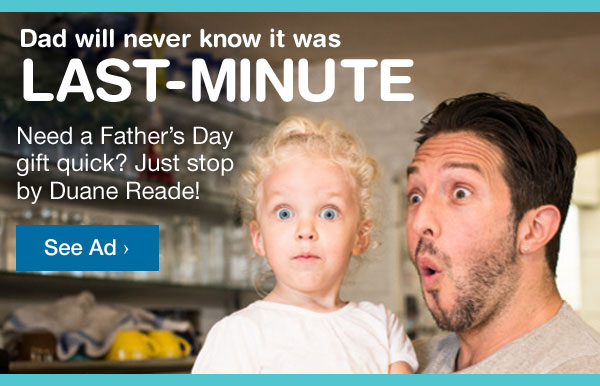 Dad will never know it was
LAST-MINUTE
Need a Father’s Day
gift quick? Just stop
by Duane Reade!
See Ad ›